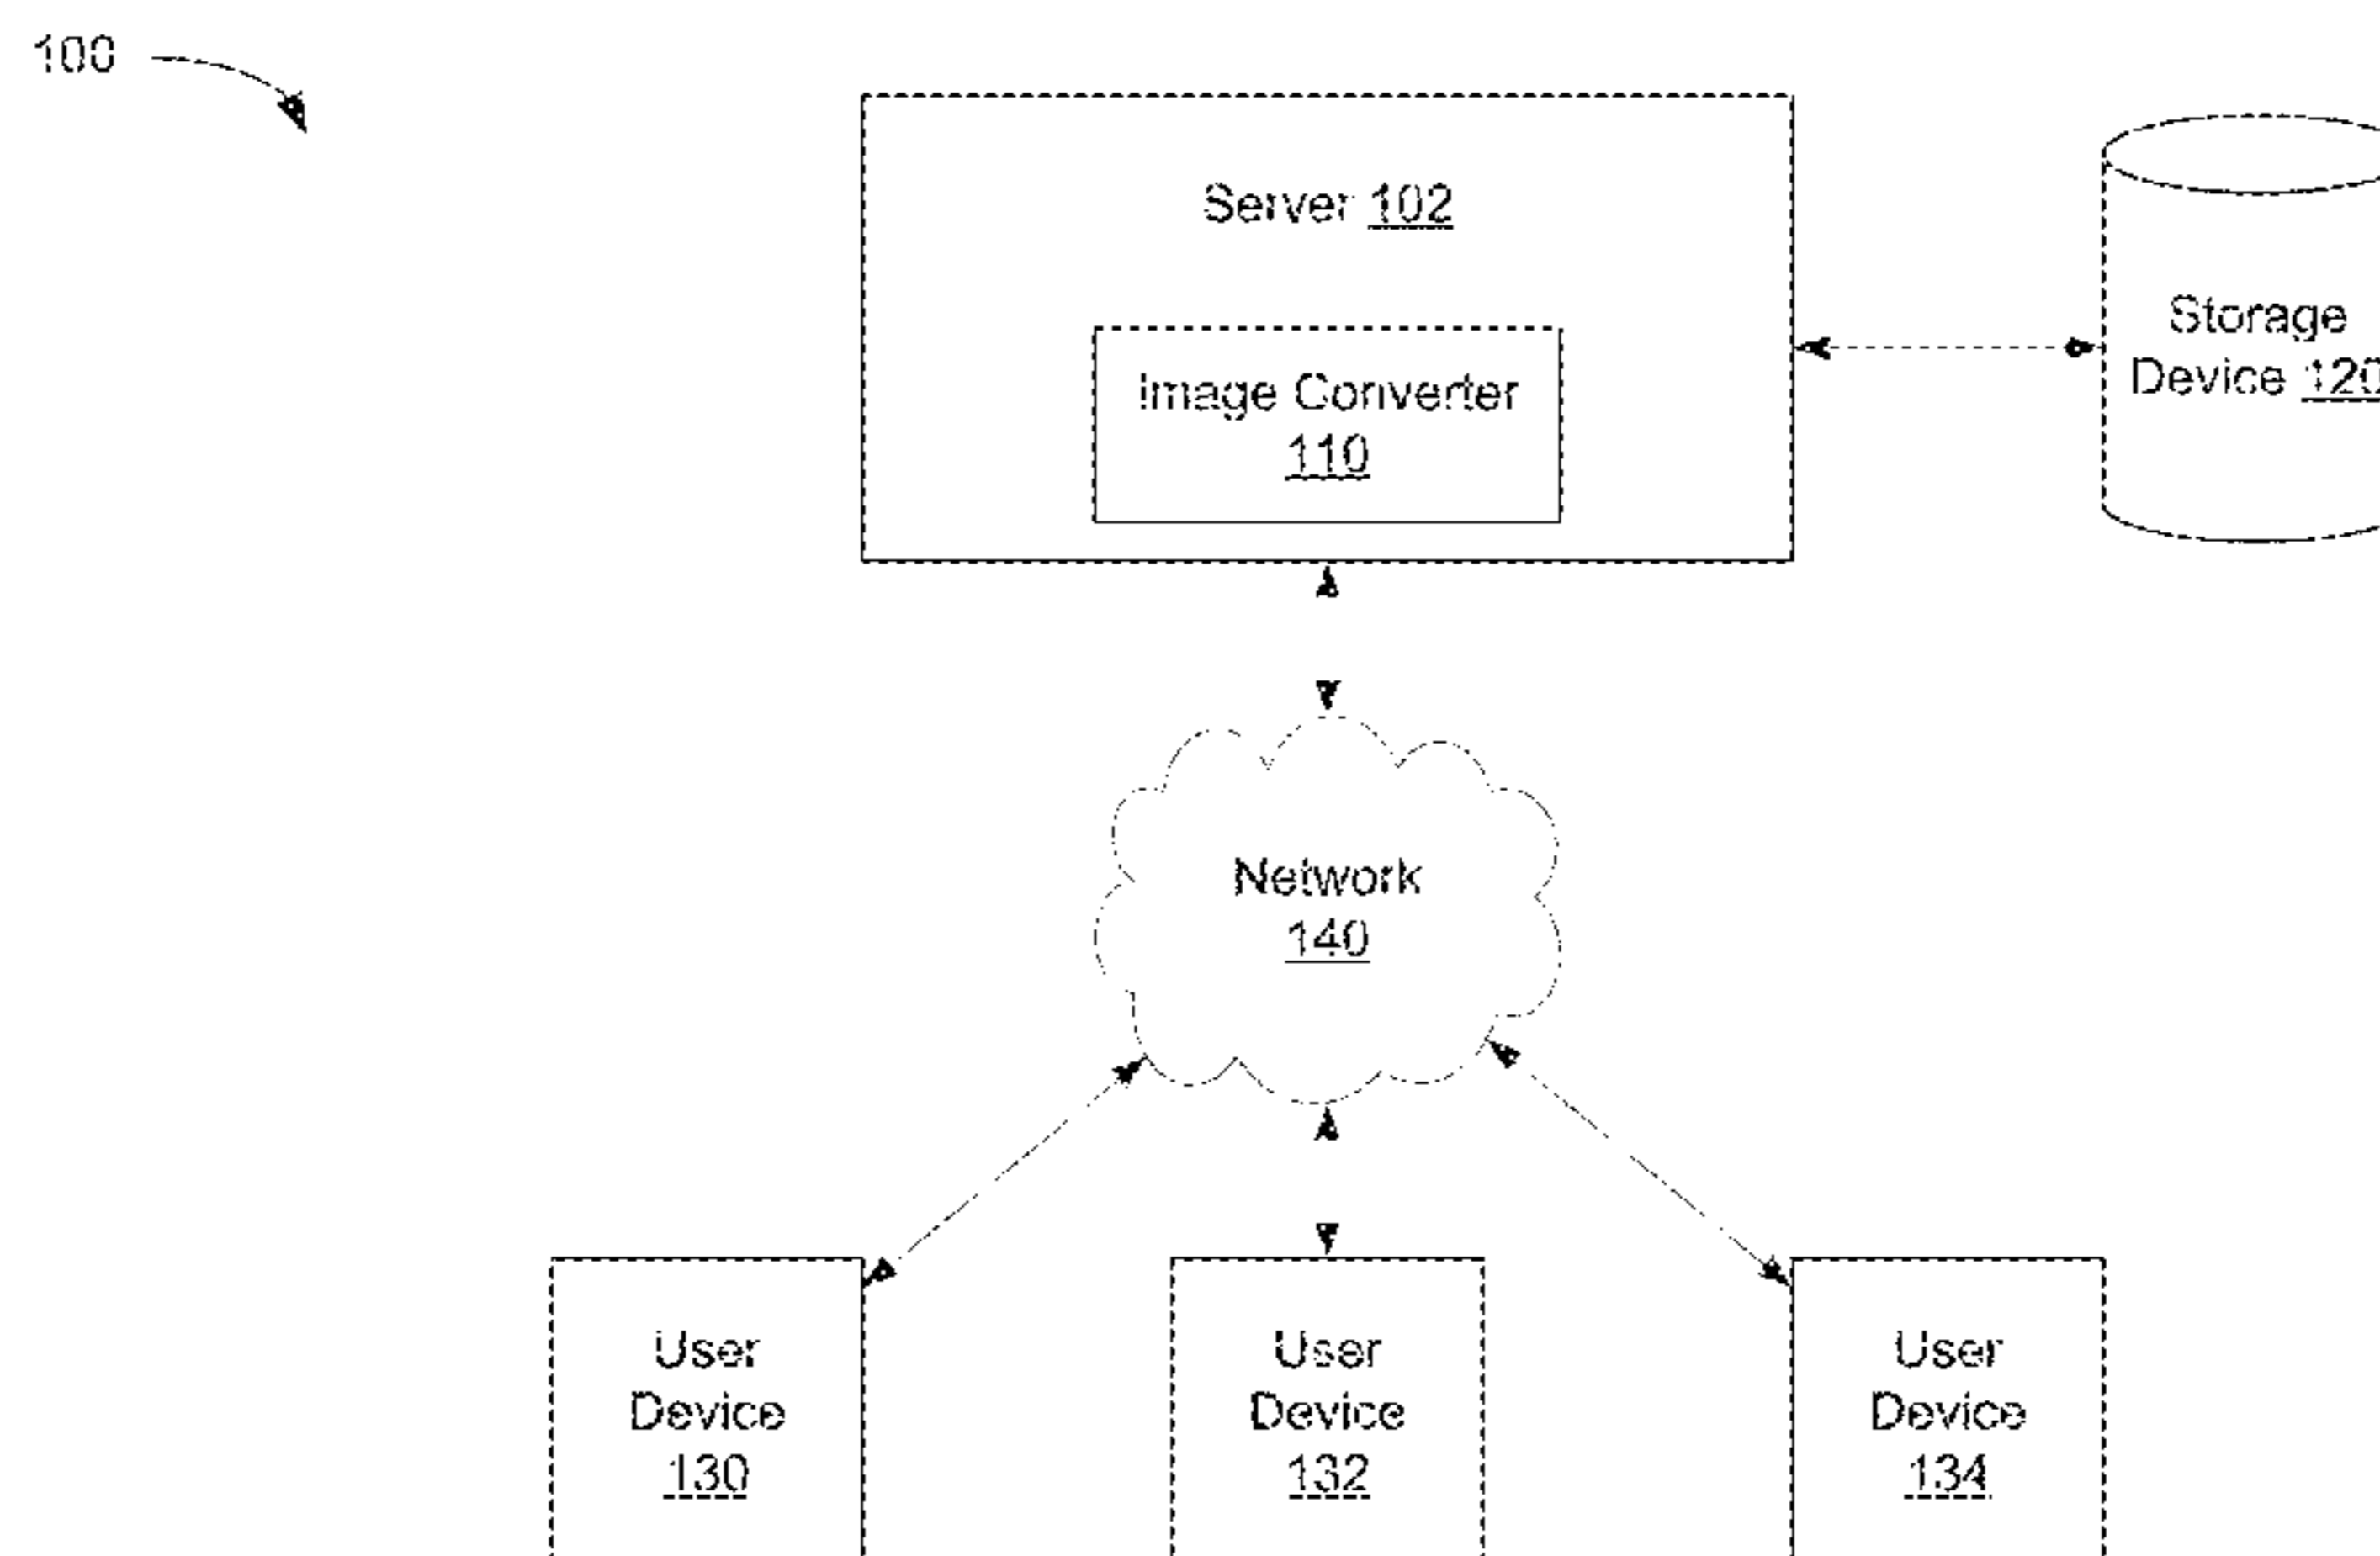 100
Server 102
Image Converter
110
Storage
Device 120
Network
140
User
Device
130
User
Device
132
User
Device
134